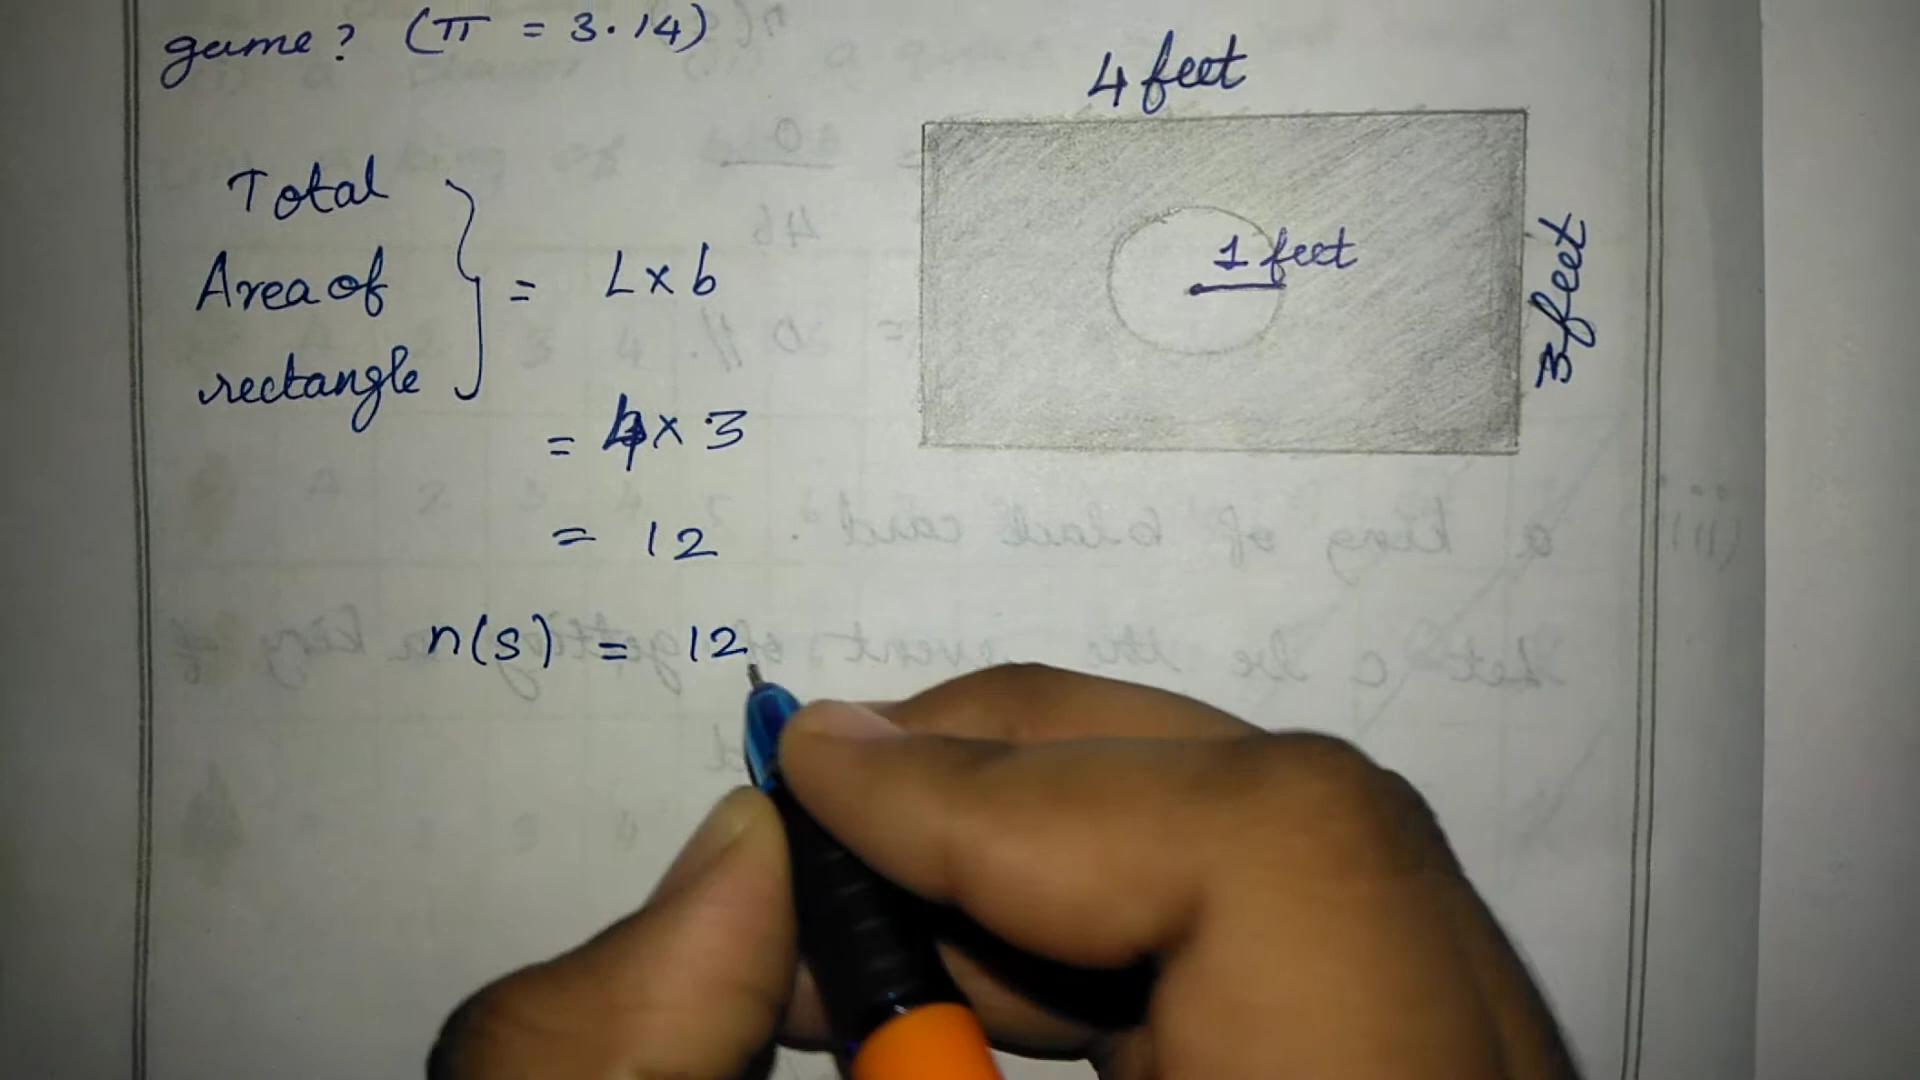 game? (π = 3.14)
4 feet
1 feet
3 feet
Total
Area of
rectangle
= L x b
= 4 x 3
= 12
n(s) = 12